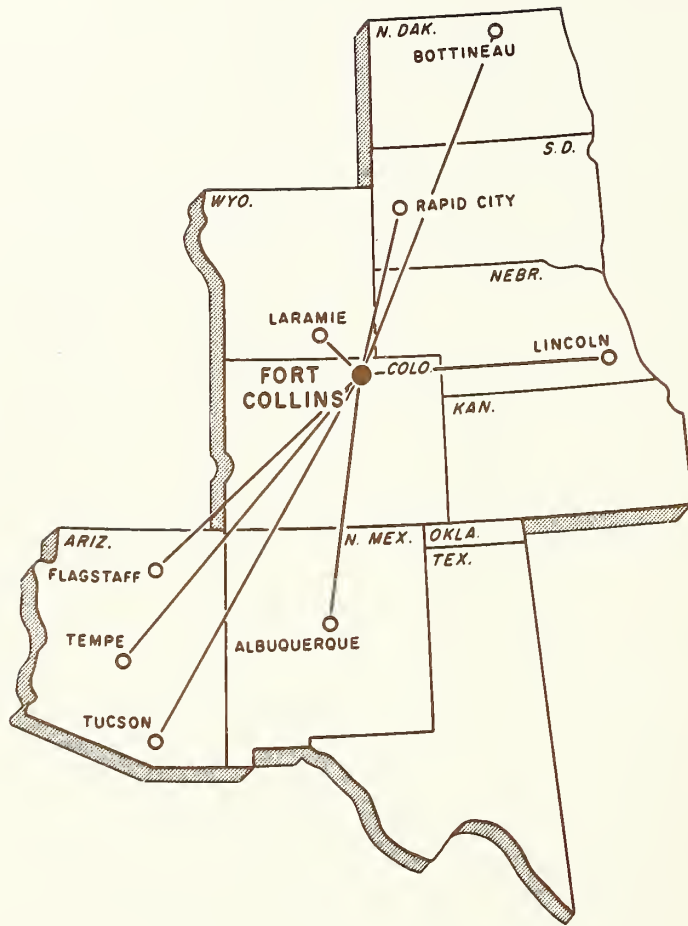 N. DAK.
BOTTINEAU
S. D.
WYO.
RAPID CITY
NEBR.
LARAMIE
LINCOLN
FORT
COLLINS
COLO.
KAN.
ARIZ.
N. MEX.
OKLA.
TEX.
FLAGSTAFF
TEMPE
ALBUQUERQUE
TUCSON